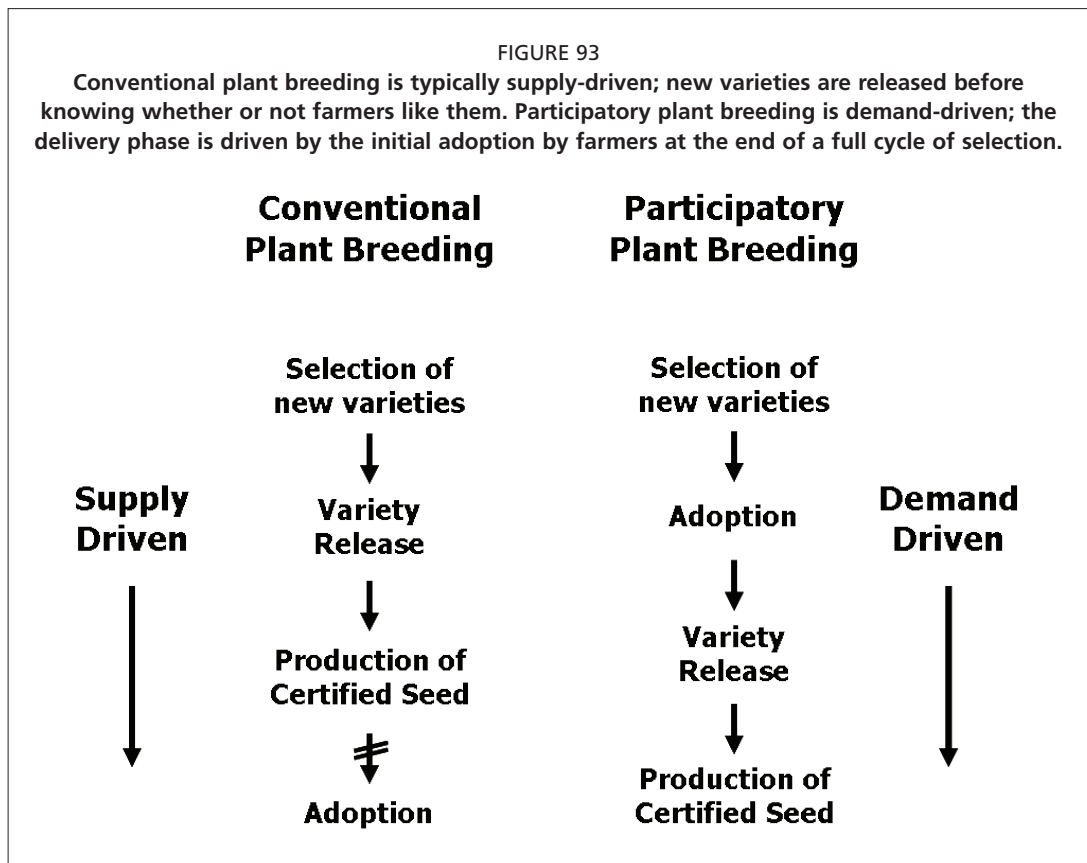 FIGURE 93
Conventional plant breeding is typically supply-driven; new varieties are released before
knowing whether or not farmers like them. Participatory plant breeding is demand-driven; the
delivery phase is driven by the initial adoption by farmers at the end of a full cycle of selection.
Conventional
Plant Breeding
Participatory
Plant Breeding
Supply
Driven
Selection of
new varieties
Variety
Release
Production of
Certified Seed
Adoption
Selection of
new varieties
Adoption
Variety
Release
Production of
Certified Seed
Demand
Driven